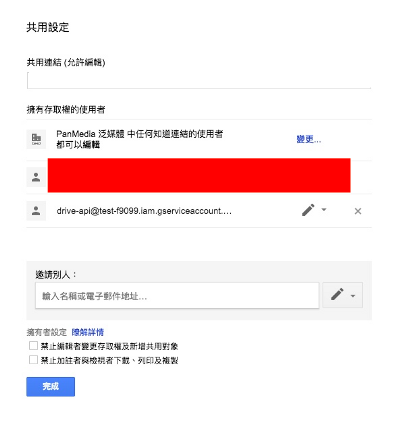 共用設定
共用連結 (允許編輯)
擁有存取權的使用者
PanMedia 泛媒體 中任何知道連結的使用者
都可以編輯
變更...
drive-api@test-f9099.iam.gserviceaccount....
邀請別人：
輸入名稱或電子郵件地址...
擁有者設定 瞭解詳情
禁止編輯者變更存取權及新增共用對象
禁止加註者與檢視者下載、列印及複製
完成